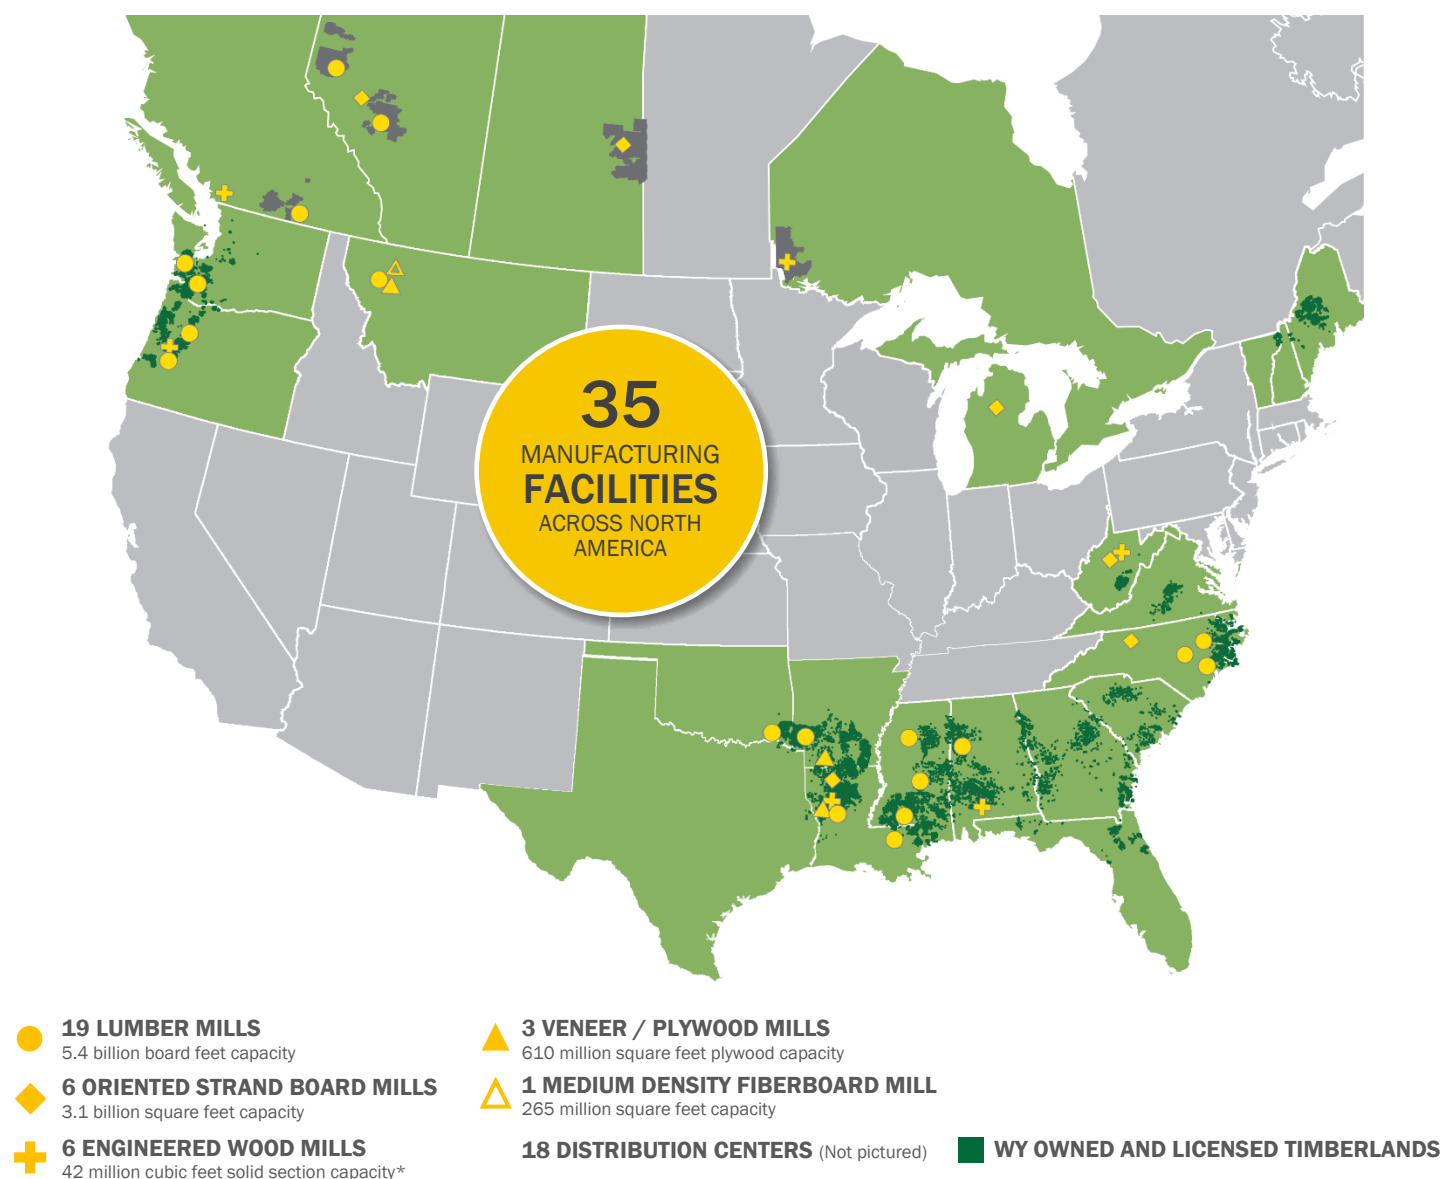 35
MANUFACTURING
FACILITIES
ACROSS NORTH
AMERICA
19 LUMBER MILLS
5.4 billion board feet capacity
6 ORIENTED STRAND BOARD MILLS
3.1 billion square feet capacity
6 ENGINEERED WOOD MILLS
42 million cubic feet solid section capacity*
3 VENEER / PLYWOOD MILLS
610 million square feet plywood capacity
1 MEDIUM DENSITY FIBERBOARD MILL
265 million square feet capacity
18 DISTRIBUTION CENTERS (Not pictured)
WY OWNED AND LICENSED TIMBERLANDS